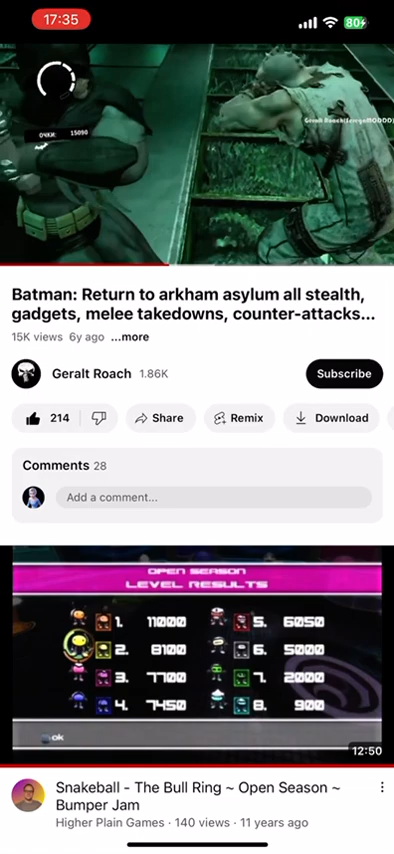 17:35
80
ОЧКИ: 15090
Batman: Return to arkham asylum all stealth,
gadgets, melee takedowns, counter-attacks...
15K views 6y ago ...more
Geralt Roach 1.86K
Subscribe
214
Share
Remix
Download
Comments 28
Add a comment...
OPEN SEASON
LEVEL RESULTS
1. 11000 5. 6050
2. 8100 6. 5000
3. 7700 7. 2000
4. 7450 8. 900
ok
12:50
Snakeball - The Bull Ring ~ Open Season ~
Bumper Jam
Higher Plain Games · 140 views · 11 years ago